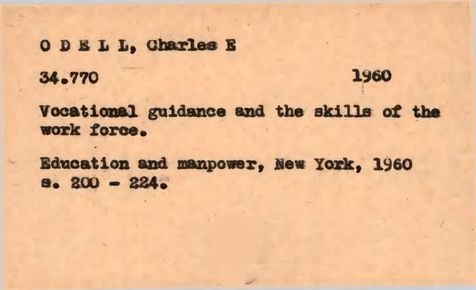 O D E L L, Charles E
34.770 1960
Vocational guidance and the skills of the
work force.
Education and manpower, New York, 1960
s. 200 - 224.